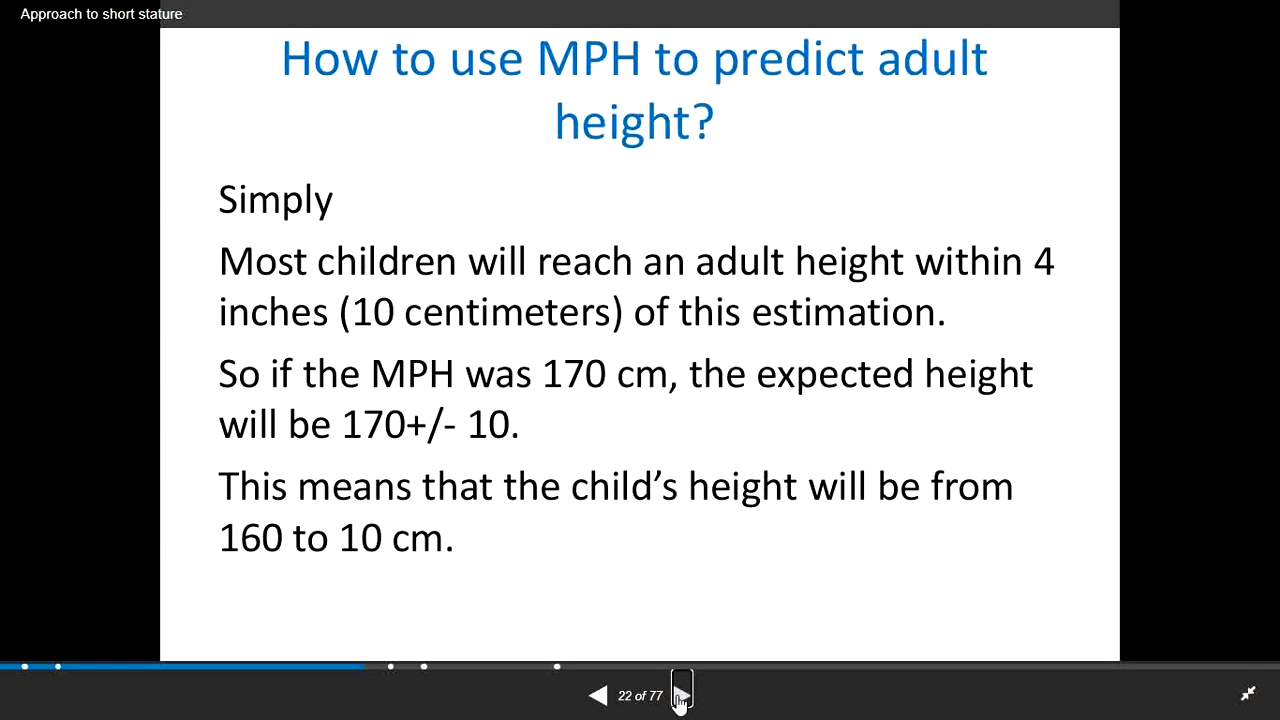 Approach to short stature
How to use MPH to predict adult
height?
Simply
Most children will reach an adult height within 4
inches (10 centimeters) of this estimation.
So if the MPH was 170 cm, the expected height
will be 170+/- 10.
This means that the child’s height will be from
160 to 10 cm.
22 of 77